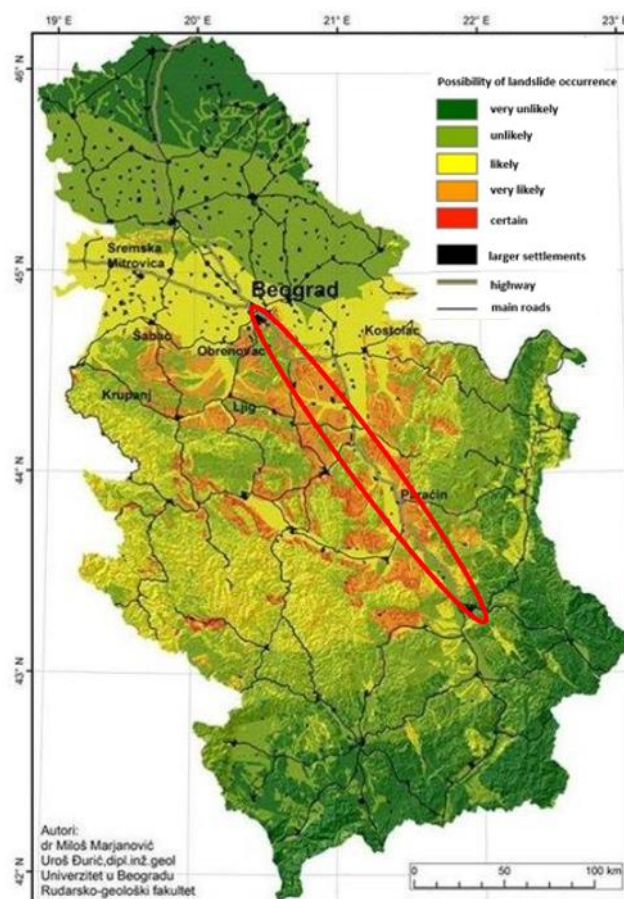 19°E 20°E 21°E 22°E 23°E
46°N
45°N
44°N
43°N
42°N
Possibility of landslide occurrence
very unlikely
unlikely
likely
very likely
certain
larger settlements
highway
main roads
Sremska
Mitrovica
Beograd
Šabac
Obrenovac
Kostolac
Krupanj
Ljig
Paraćin
Autori:
dr Miloš Marjanović
Uroš Đurić,dipl.inž.geol
Univerzitet u Beogradu
Rudarsko-geološki fakultet
0 50 100 km